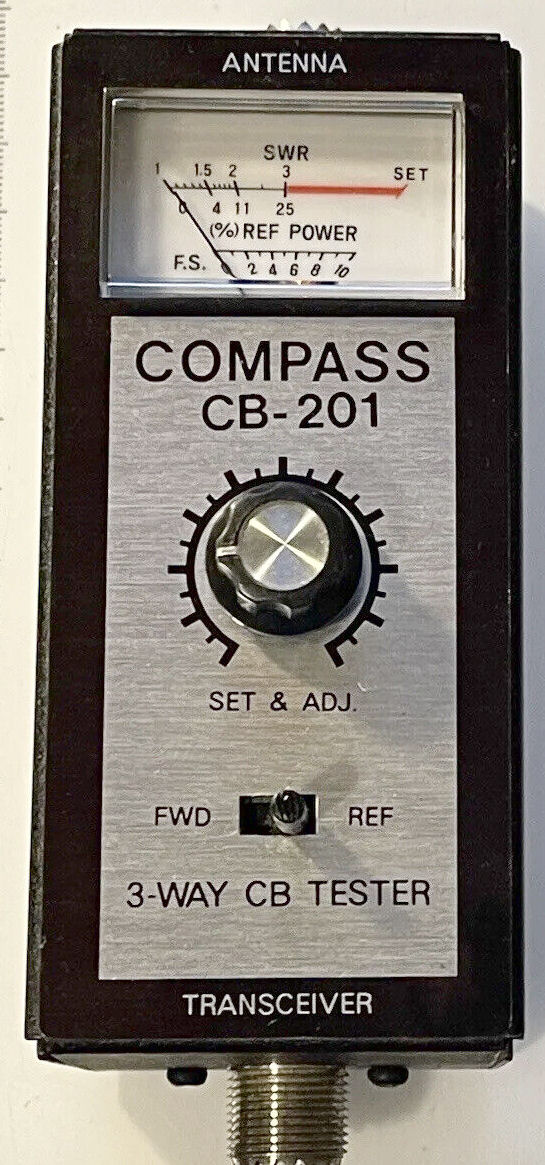 ANTENNA
SWR
1 1.5 2 3 SET
0 4 11 25
(%) REF POWER
F.S. 0 2 4 6 8 10
COMPASS
CB-201
SET & ADJ.
FWD REF
3-WAY CB TESTER
TRANSCEIVER